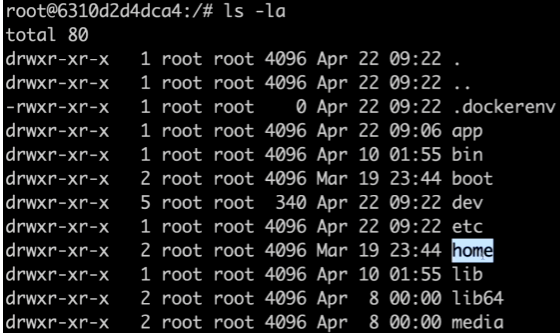 root@6310d2d4dca4:/# ls -la
total 80
drwxr-xr-x   1 root root 4096 Apr 22 09:22 .
drwxr-xr-x   1 root root 4096 Apr 22 09:22 ..
-rwxr-xr-x   1 root root    0 Apr 22 09:22 .dockerenv
drwxr-xr-x   1 root root 4096 Apr 22 09:06 app
drwxr-xr-x   1 root root 4096 Apr 10 01:55 bin
drwxr-xr-x   2 root root 4096 Mar 19 23:44 boot
drwxr-xr-x   5 root root  340 Apr 22 09:22 dev
drwxr-xr-x   1 root root 4096 Apr 22 09:22 etc
drwxr-xr-x   2 root root 4096 Mar 19 23:44 home
drwxr-xr-x   1 root root 4096 Apr 10 01:55 lib
drwxr-xr-x   2 root root 4096 Apr  8 00:00 lib64
drwxr-xr-x   2 root root 4096 Apr  8 00:00 media